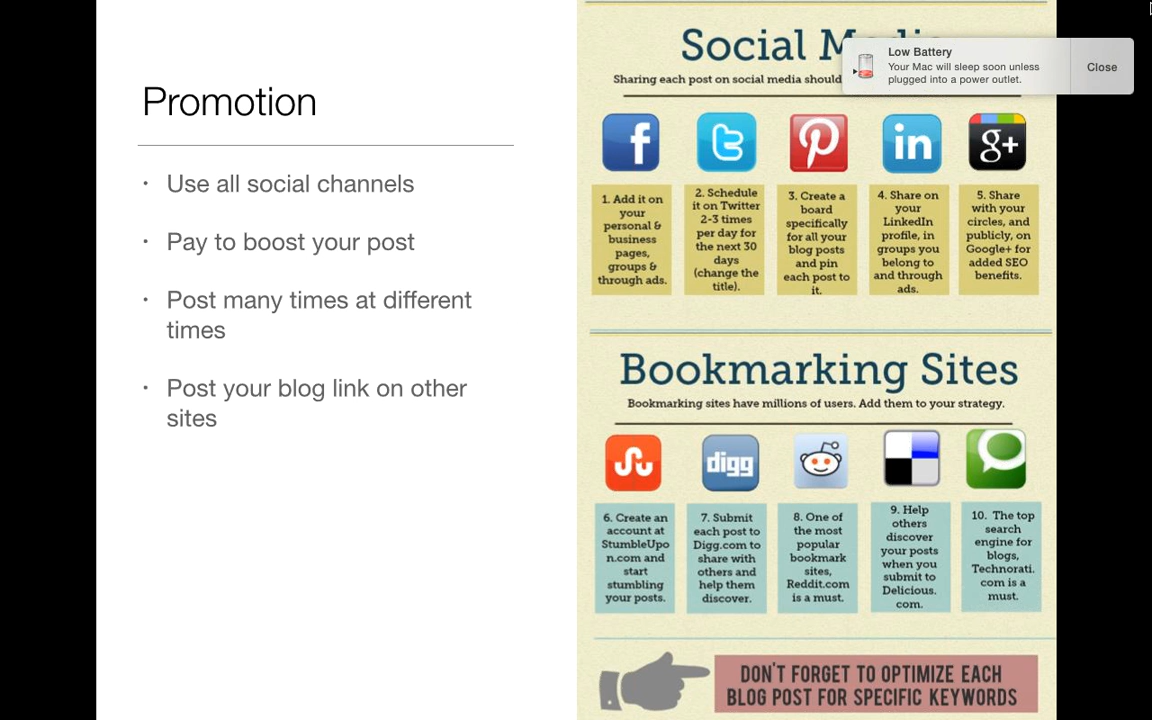 Promotion
• Use all social channels
• Pay to boost your post
• Post many times at different
times
• Post your blog link on other
sites
Social
Sharing each post on social media should
Low Battery
Your Mac will sleep soon unless
plugged into a power outlet.
Close
f
t
p
in
g+
1. Add it on
your
personal &
business
pages,
groups &
through ads.
2. Schedule
it on Twitter
2-3 times
per day for
the next 30
days
(change the
title).
3. Create a
board
specifically
for all your
blog posts
and pin
each post to
it.
4. Share on
your
LinkedIn
profile, in
groups you
belong to
and through
ads.
5. Share
with your
circles, and
publicly, on
Google+ for
added SEO
benefits.
Bookmarking Sites
Bookmarking sites have millions of users. Add them to your strategy.
digg
6. Create an
account at
StumbleUpo
n.com and
start
stumbling
your posts.
7. Submit
each post to
Digg.com to
share with
others and
help them
discover.
8. One of
the most
popular
bookmark
sites,
Reddit.com
is a must.
9. Help
others
discover
your posts
when you
submit to
Delicious.
com.
10. The top
search
engine for
blogs,
Technorati.
com is a
must.
DON'T FORGET TO OPTIMIZE EACH
BLOG POST FOR SPECIFIC KEYWORDS